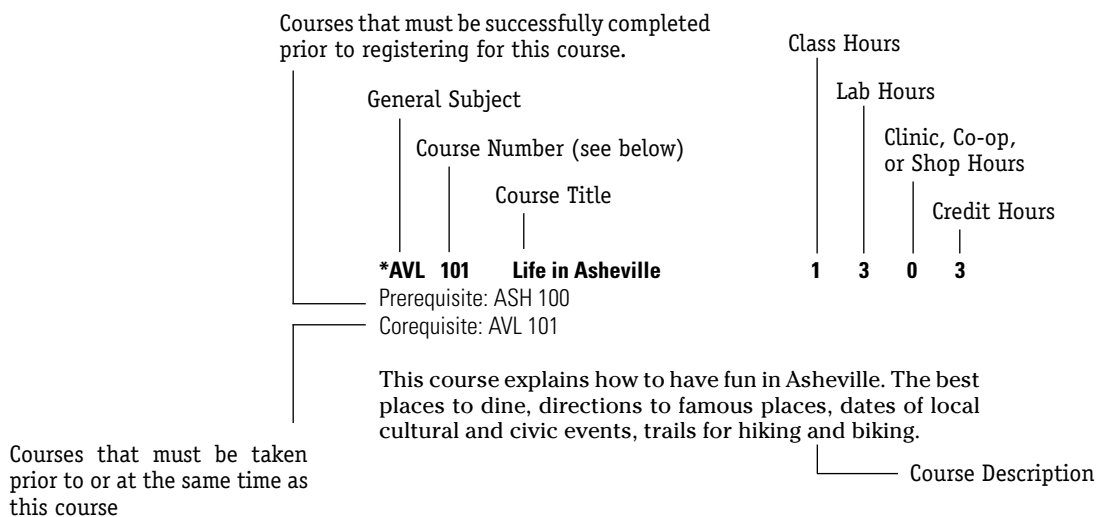 Courses that must be successfully completed
prior to registering for this course.
Class Hours
Lab Hours
General Subject
Clinic, Co-op,
or Shop Hours
Course Number (see below)
Course Title
Credit Hours
*AVL 101 Life in Asheville 1 3 0 3
Prerequisite: ASH 100
Corequisite: AVL 101
This course explains how to have fun in Asheville. The best
places to dine, directions to famous places, dates of local
cultural and civic events, trails for hiking and biking.
Courses that must be taken
prior to or at the same time as
this course
Course Description